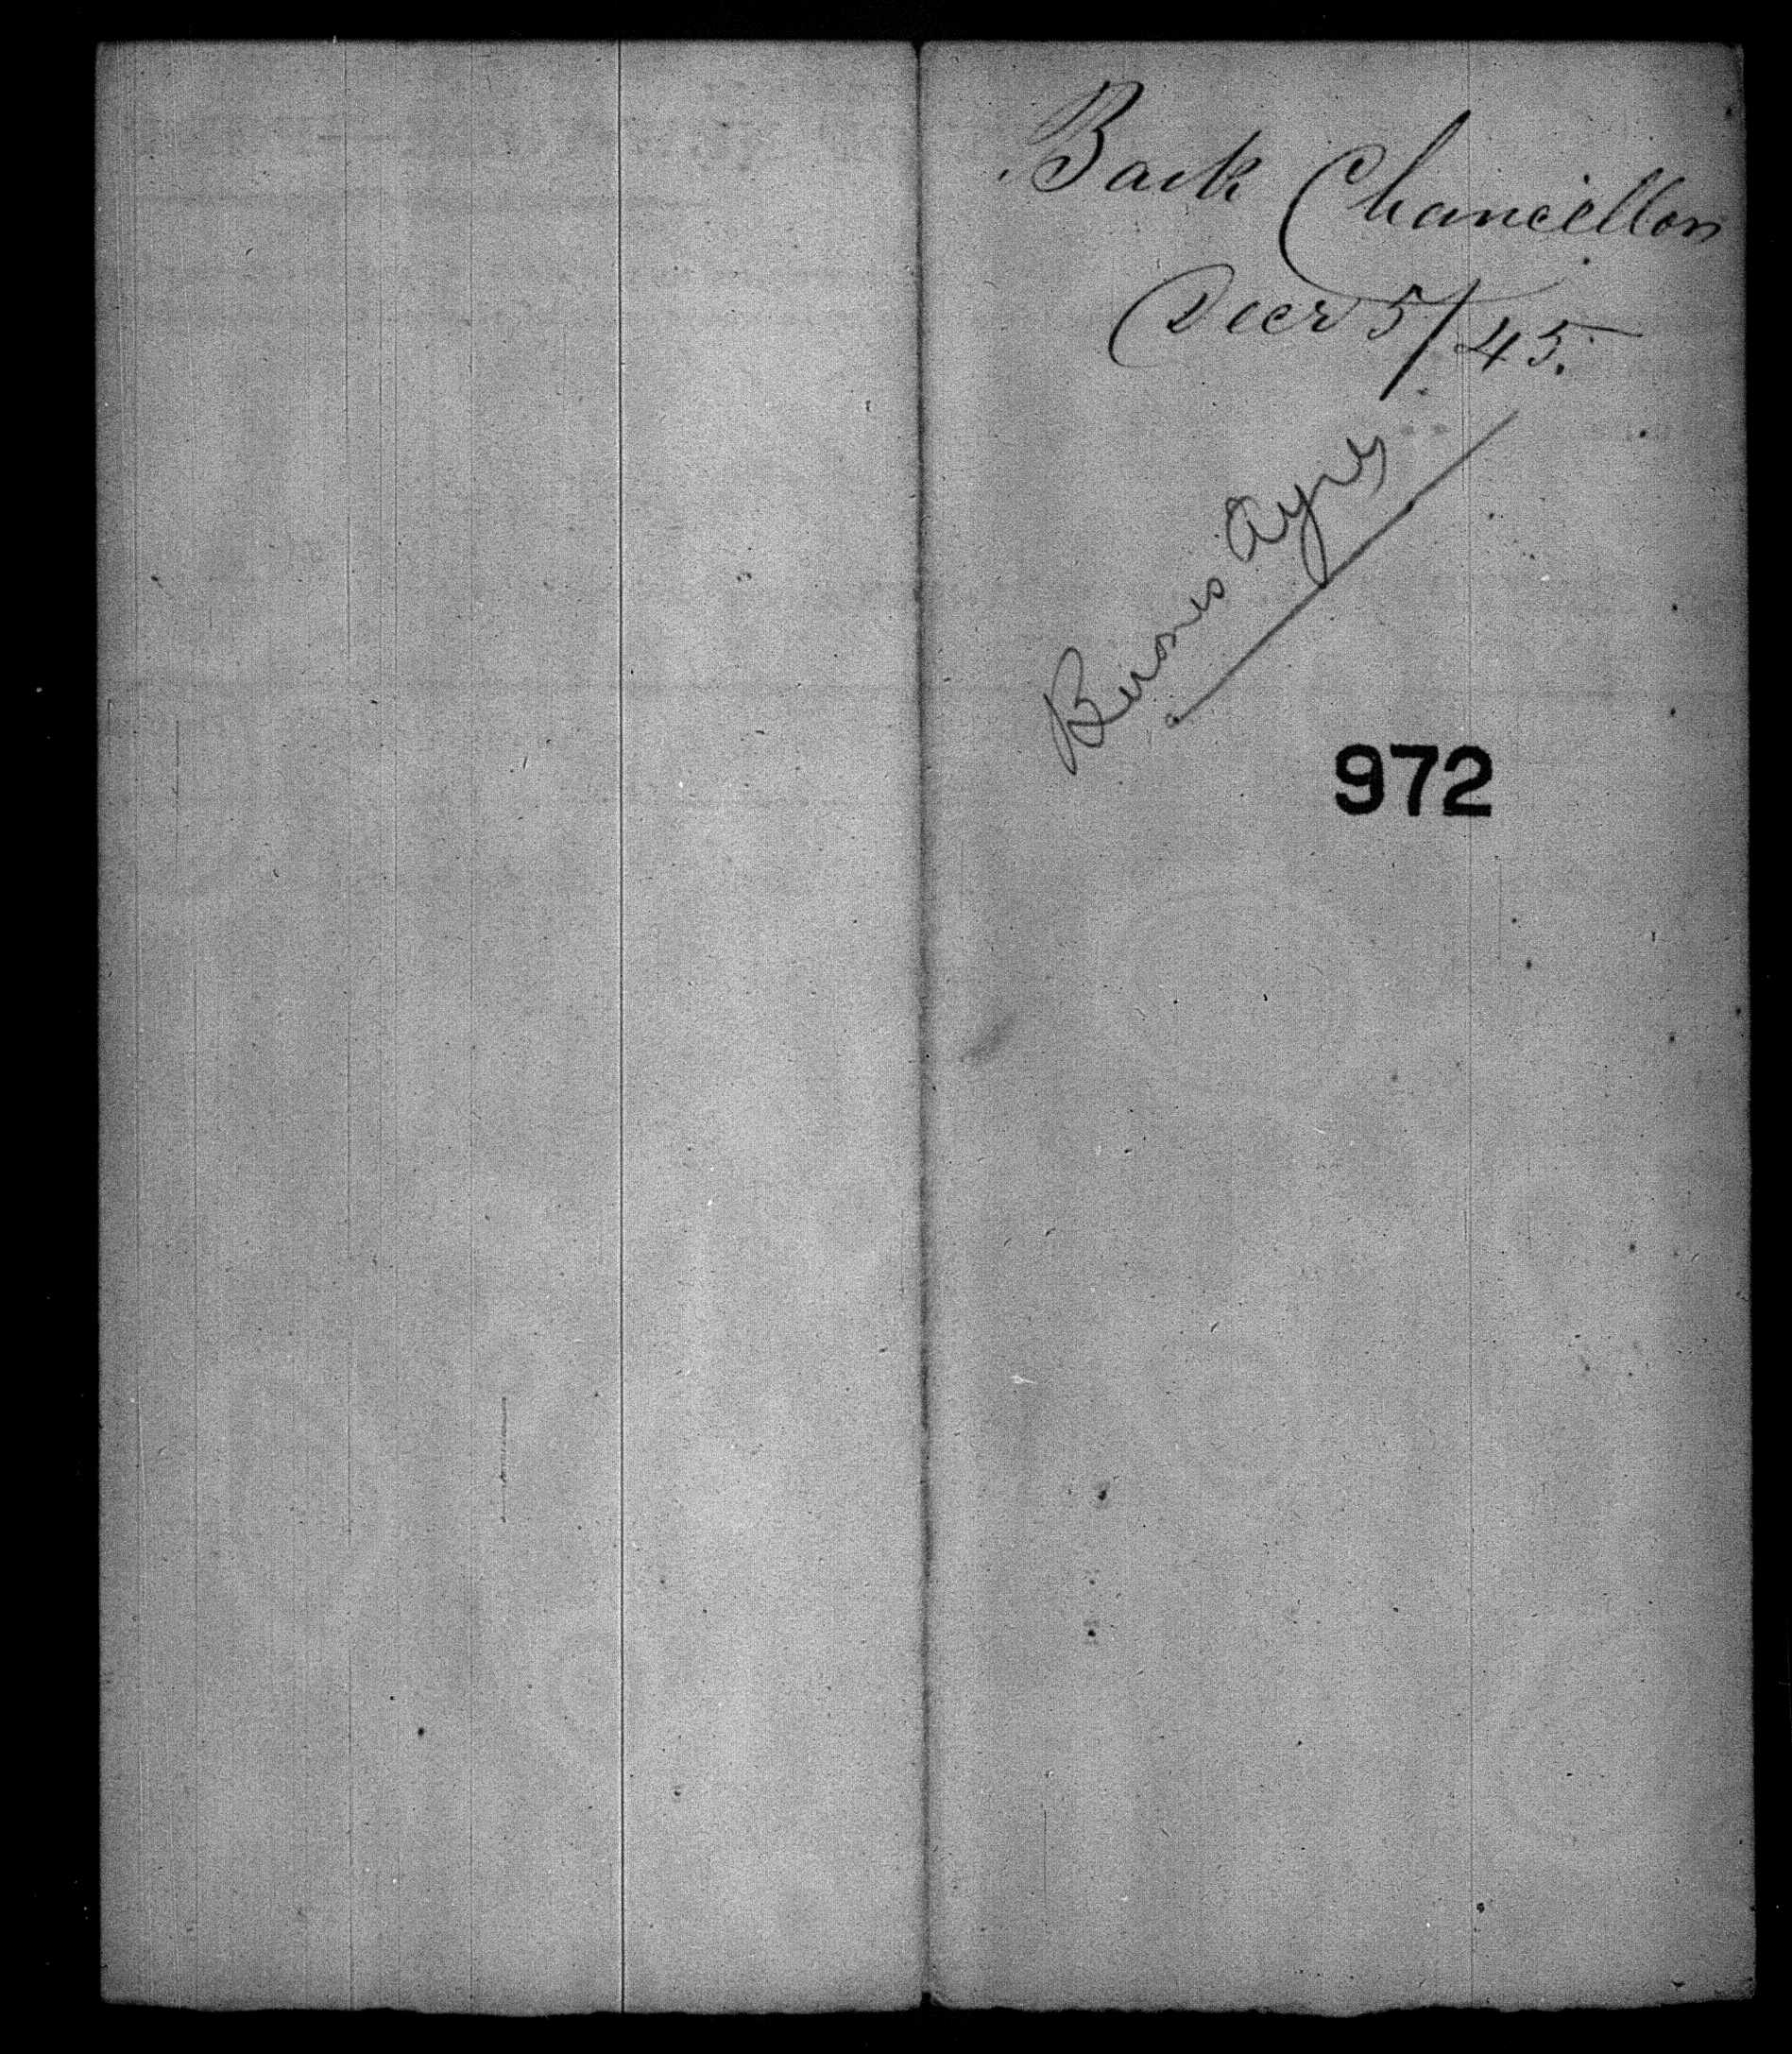 Bark Chancellor
Decr 5/45.
Buenos Ayres
972